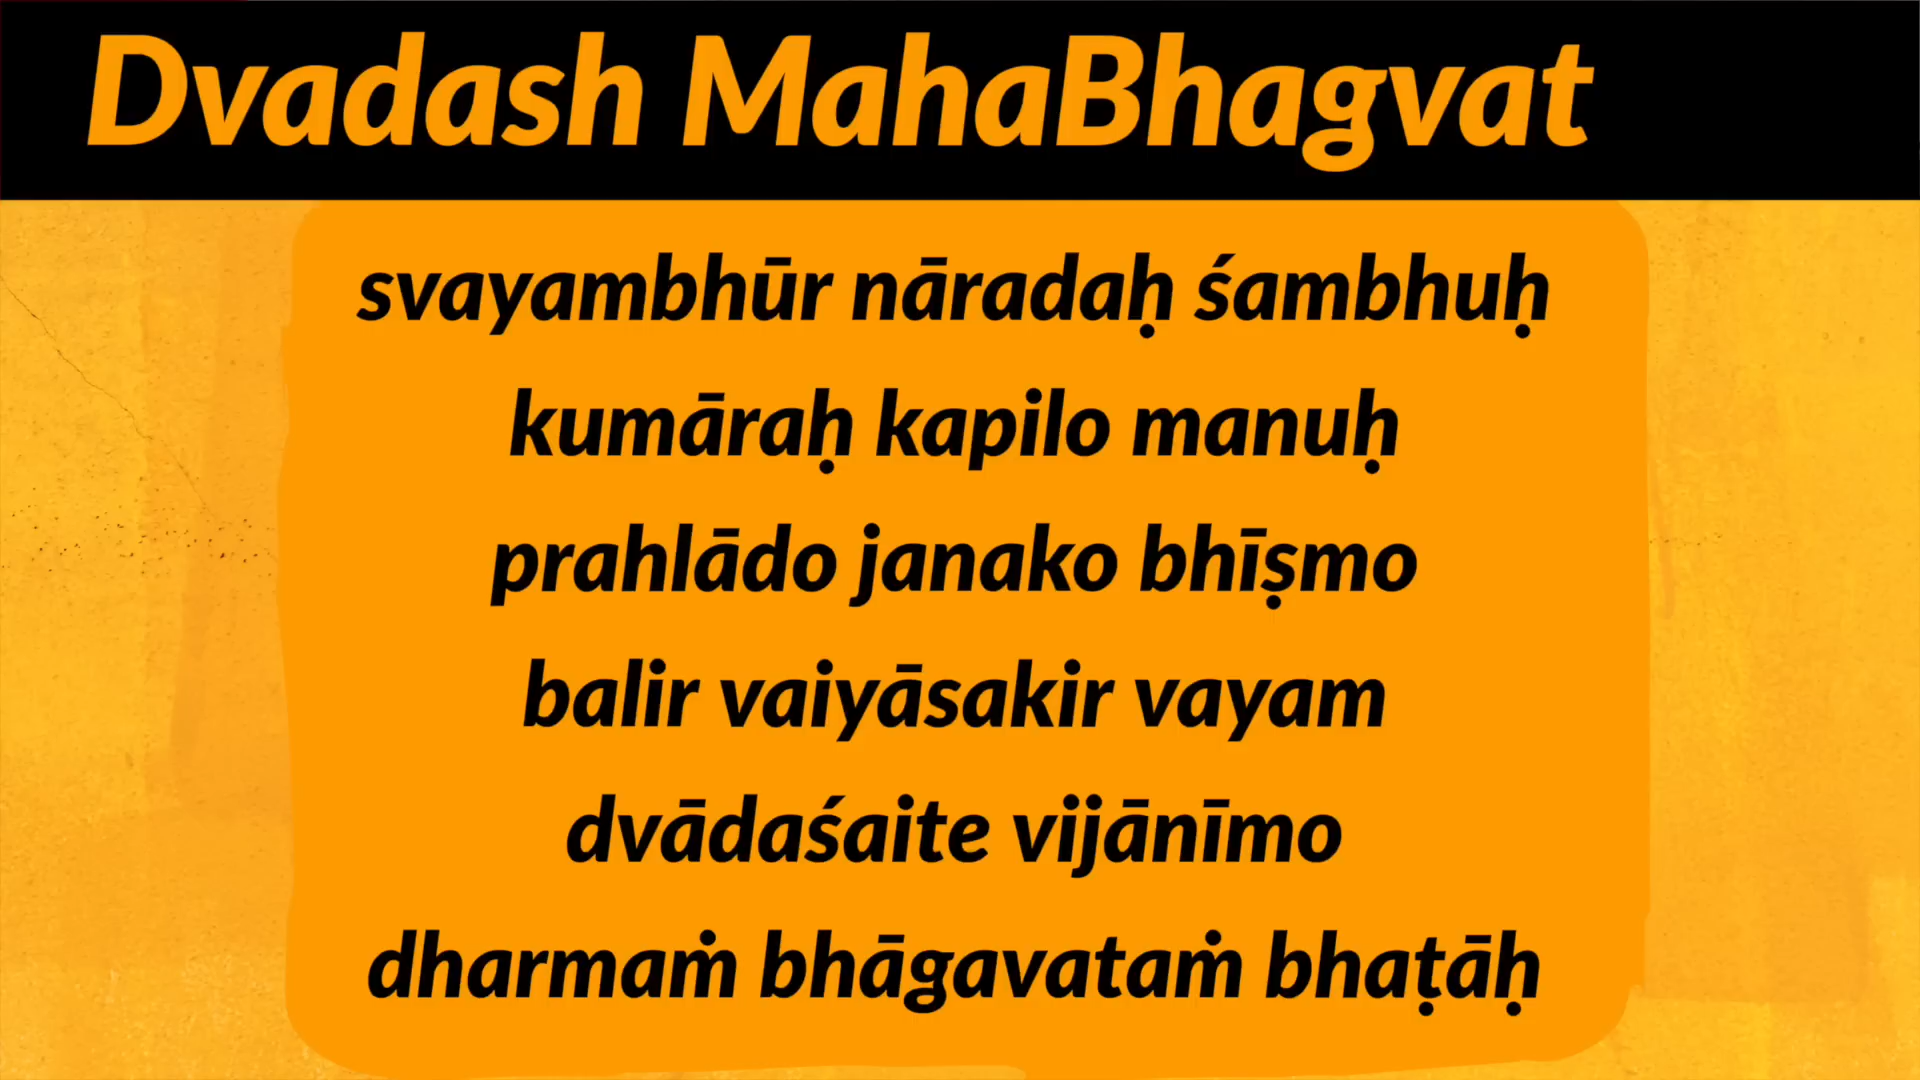 Dvadash MahaBhagvat
svayambhūr nāradaḥ śambhuḥ
kumāraḥ kapilo manuḥ
prahlādo janako bhīṣmo
balir vaiyāsakir vayam
dvādaśaite vijānīmo
dharmaṁ bhāgavataṁ bhaṭāḥ